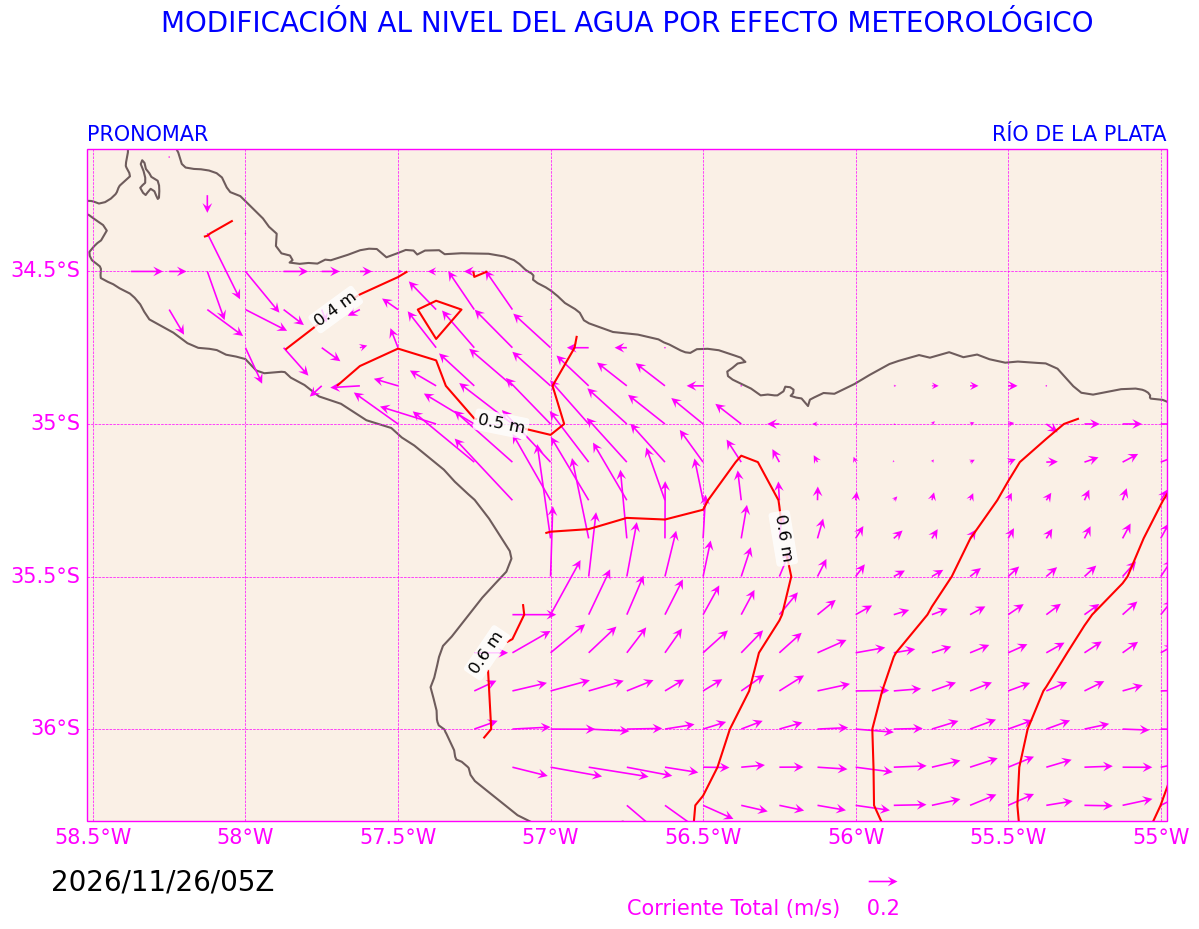 MODIFICACIÓN AL NIVEL DEL AGUA POR EFECTO METEOROLÓGICO
PRONOMAR RÍO DE LA PLATA
34.5°S
0.4 m
35°S
0.5 m
0.6 m
35.5°S
0.6 m
36°S
58.5°W 58°W 57.5°W 57°W 56.5°W 56°W 55.5°W 55°W
2026/11/26/05Z
Corriente Total (m/s) 0.2